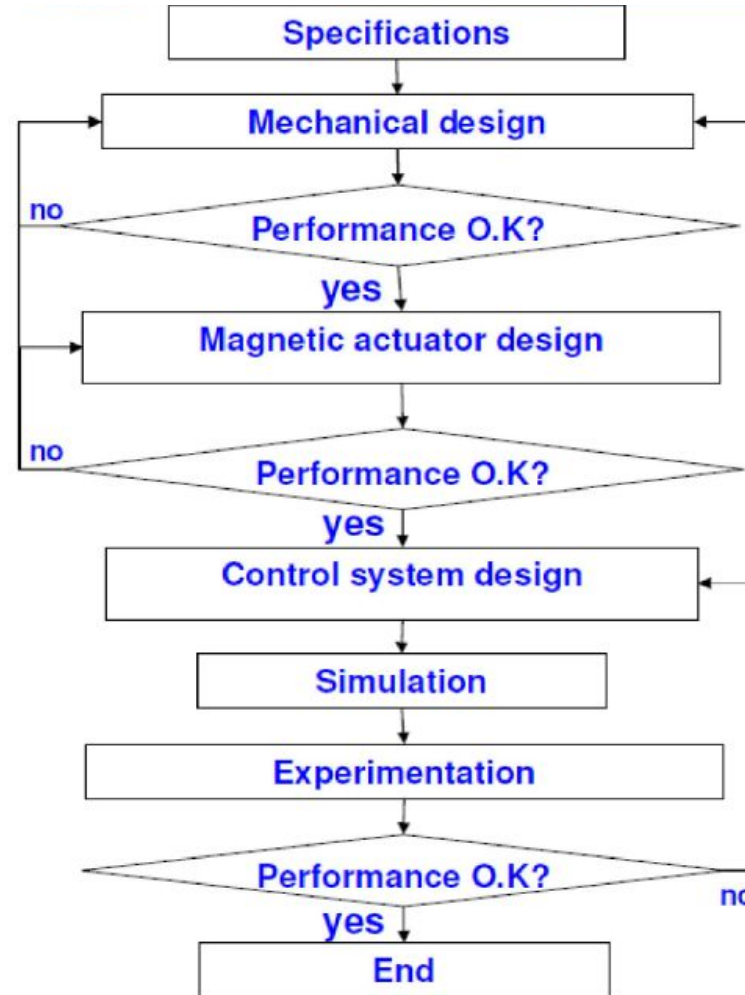 Specifications
Mechanical design
no
Performance O.K?
yes
Magnetic actuator design
no
Performance O.K?
yes
Control system design
Simulation
Experimentation
Performance O.K?
no
yes
End